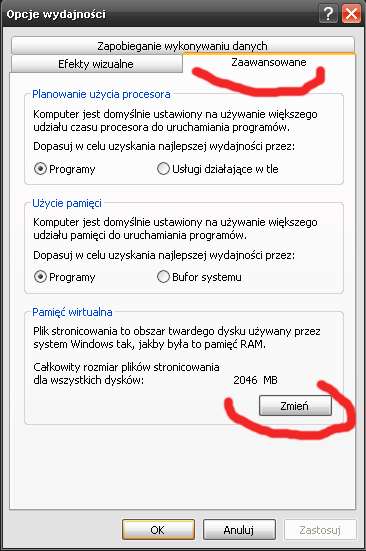 Opcje wydajności
Zapobieganie wykonywaniu danych
Efekty wizualne
Zaawansowane
Planowanie użycia procesora
Komputer jest domyślnie ustawiony na używanie większego
udziału czasu procesora do uruchamiania programów.
Dopasuj w celu uzyskania najlepszej wydajności przez:
Programy
Usługi działające w tle
Użycie pamięci
Komputer jest domyślnie ustawiony na używanie większego
udziału pamięci do uruchamiania programów.
Dopasuj w celu uzyskania najlepszej wydajności przez:
Programy
Bufor systemu
Pamięć wirtualna
Plik stronicowania to obszar twardego dysku używany przez
system Windows tak, jakby była to pamięć RAM.
Całkowity rozmiar plików stronicowania
dla wszystkich dysków: 2046 MB
Zmień
OK
Anuluj
Zastosuj